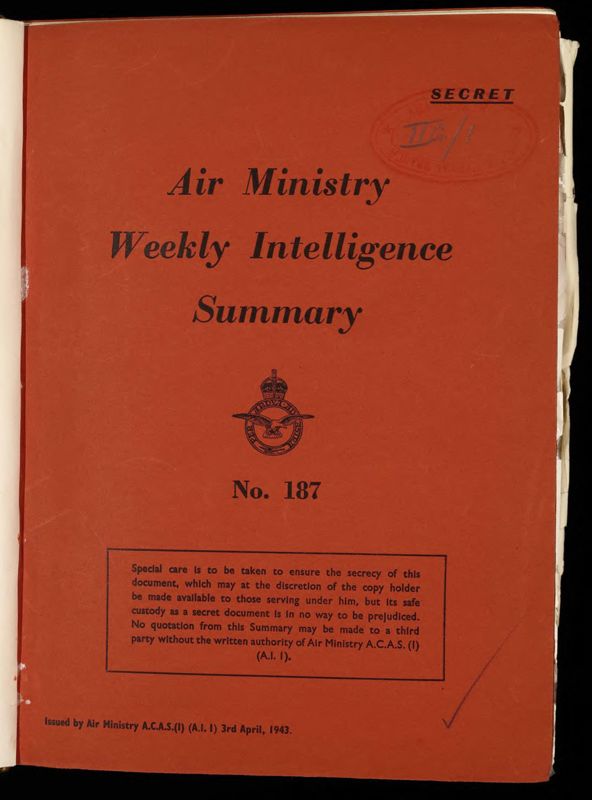 SECRET
Air Ministry
Weekly Intelligence
Summary
PER ARDUA AD ASTRA
No. 187
Special care is to be taken to ensure the secrecy of this
document, which may at the discretion of the copy holder
be made available to those serving under him, but its safe
custody as a secret document is in no way to be prejudiced.
No quotation from this Summary may be made to a third
party without the written authority of Air Ministry A.C.A.S. (I)
(A.I. 1).
Issued by Air Ministry A.C.A.S.(I) (A.I. 1) 3rd April, 1943.